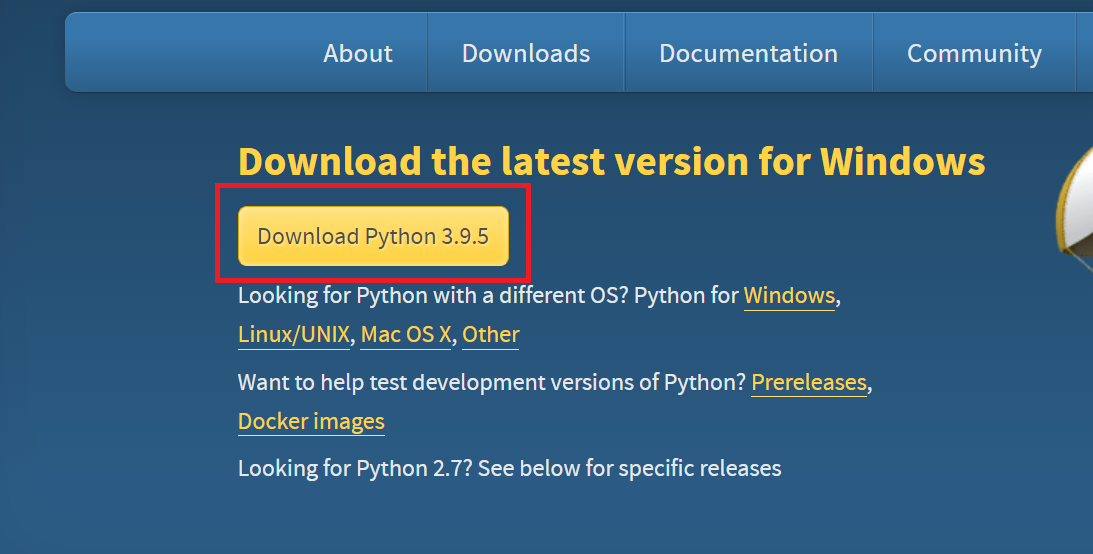 About Downloads Documentation Community
Download the latest version for Windows
Download Python 3.9.5
Looking for Python with a different OS? Python for Windows,
Linux/UNIX, Mac OS X, Other
Want to help test development versions of Python? Prereleases,
Docker images
Looking for Python 2.7? See below for specific releases